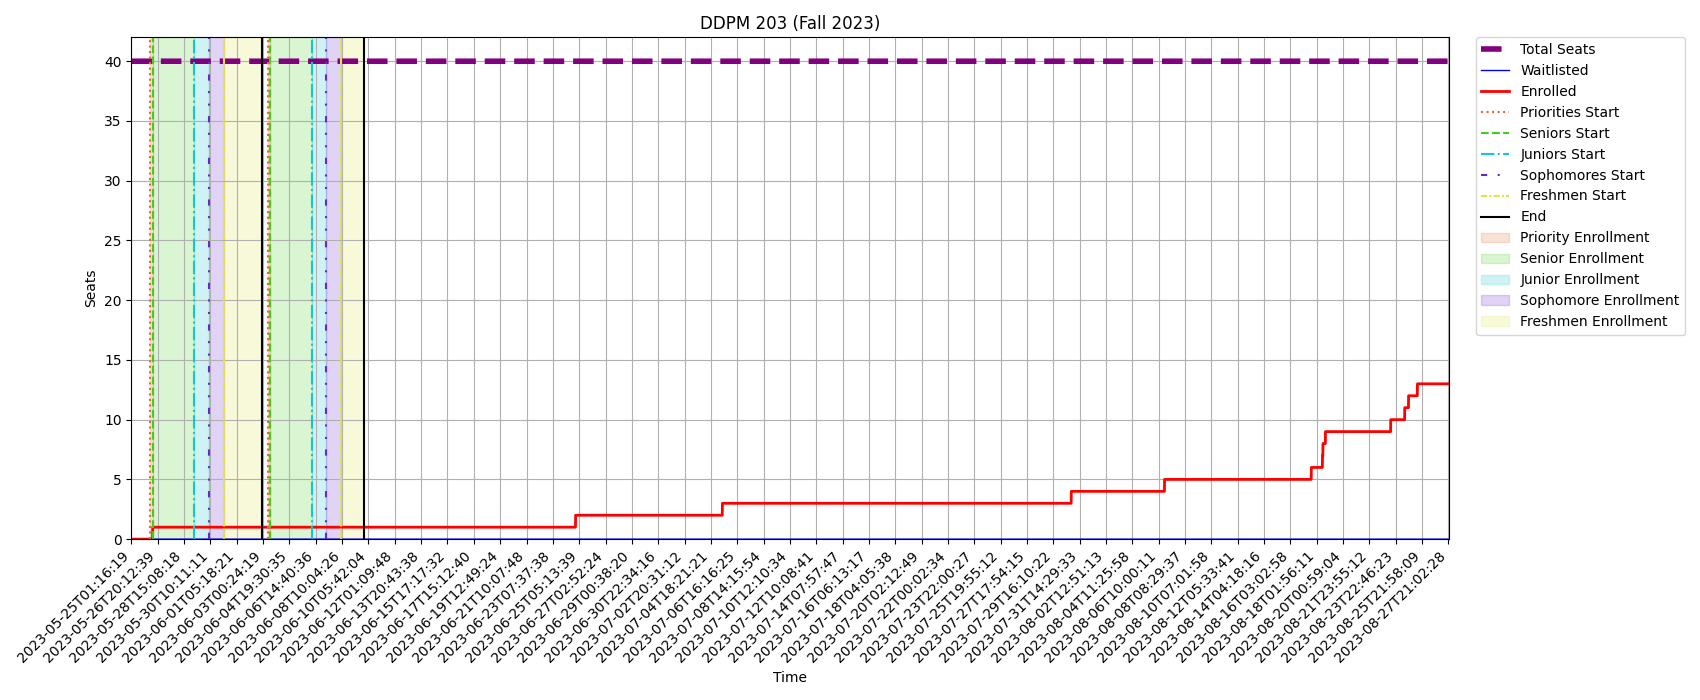 DDPM 203 (Fall 2023)
40
35
30
25
20
15
10
5
0
Seats
2023-05-25T01:16:19
2023-05-26T20:12:39
2023-05-28T15:08:18
2023-05-30T10:11:11
2023-06-01T05:18:21
2023-06-03T00:24:19
2023-06-04T19:30:35
2023-06-06T14:40:36
2023-06-08T10:04:26
2023-06-10T05:42:04
2023-06-12T01:09:48
2023-06-13T20:43:38
2023-06-15T17:17:32
2023-06-17T15:12:40
2023-06-19T12:49:24
2023-06-21T10:07:48
2023-06-23T07:37:38
2023-06-25T05:13:39
2023-06-27T02:52:24
2023-06-29T00:38:20
2023-06-30T22:34:16
2023-07-02T20:31:12
2023-07-04T18:21:21
2023-07-06T16:16:25
2023-07-08T14:15:54
2023-07-10T12:10:34
2023-07-12T10:08:41
2023-07-14T07:57:47
2023-07-16T06:13:17
2023-07-18T04:05:38
2023-07-20T02:12:49
2023-07-22T00:02:34
2023-07-23T22:00:27
2023-07-25T19:55:12
2023-07-27T17:54:15
2023-07-29T16:10:22
2023-07-31T14:29:33
2023-08-02T12:51:13
2023-08-04T11:25:58
2023-08-06T10:00:11
2023-08-08T08:29:37
2023-08-10T07:01:58
2023-08-12T05:33:41
2023-08-14T04:18:16
2023-08-16T03:02:58
2023-08-18T01:56:11
2023-08-20T00:59:04
2023-08-21T23:55:12
2023-08-23T22:46:23
2023-08-25T21:58:09
2023-08-27T21:02:28
Time
Total Seats
Waitlisted
Enrolled
Priorities Start
Seniors Start
Juniors Start
Sophomores Start
Freshmen Start
End
Priority Enrollment
Senior Enrollment
Junior Enrollment
Sophomore Enrollment
Freshmen Enrollment